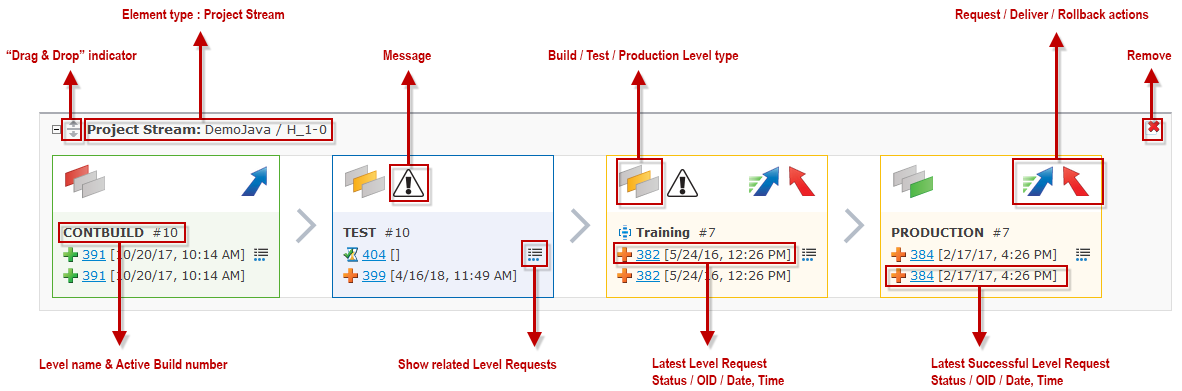 Element type : Project Stream
Request / Deliver / Rollback actions
“Drag & Drop” indicator
Message
Build / Test / Production Level type
Remove
Project Stream: DemoJava / H_1-0
CONTBUILD #10
391 [10/20/17, 10:14 AM]
391 [10/20/17, 10:14 AM]
TEST #10
404 []
399 [4/16/18, 11:49 AM]
Training #7
382 [5/24/16, 12:26 PM]
382 [5/24/16, 12:26 PM]
PRODUCTION #7
384 [2/17/17, 4:26 PM]
384 [2/17/17, 4:26 PM]
Level name & Active Build number
Show related Level Requests
Latest Level Request
Status / OID / Date, Time
Latest Successful Level Request
Status / OID / Date, Time